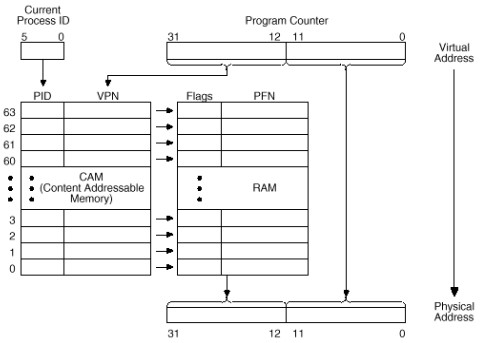 Current
Process ID
Program Counter
5 0
31 12 11 0
Virtual
Address
PID VPN Flags PFN
63
62
61
60
CAM
(Content Addressable
Memory)
RAM
3
2
1
0
Physical
Address
31 12 11 0